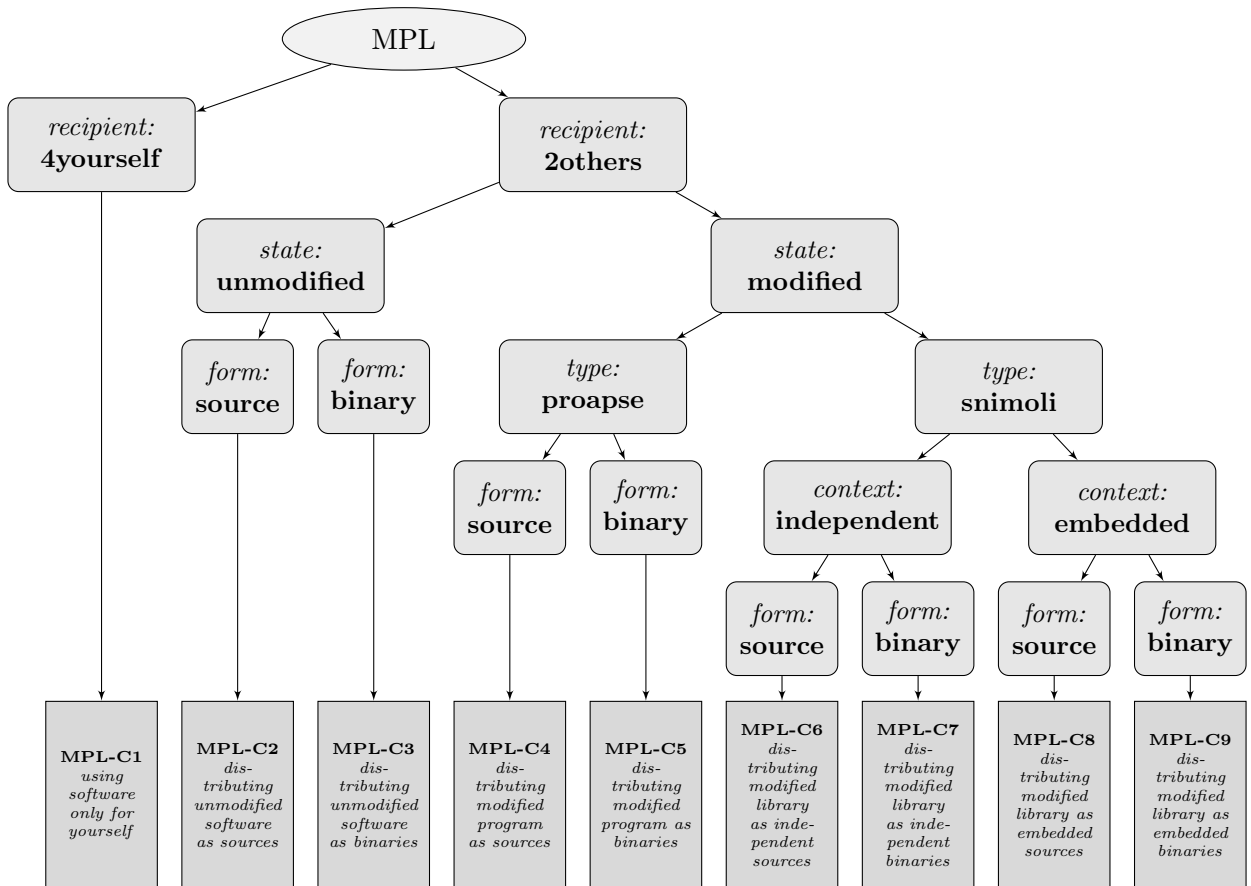 MPL
recipient:
4yourself
recipient:
2others
state:
unmodified
state:
modified
form:
source
form:
binary
type:
proapse
type:
snimoli
form:
source
form:
binary
context:
independent
context:
embedded
form:
source
form:
binary
form:
source
form:
binary
MPL-C1
using
software
only for
yourself
MPL-C2
dis-
tributing
unmodified
software
as sources
MPL-C3
dis-
tributing
unmodified
software
as binaries
MPL-C4
dis-
tributing
modified
program
as sources
MPL-C5
dis-
tributing
modified
program as
binaries
MPL-C6
dis-
tributing
modified
library
as inde-
pendent
sources
MPL-C7
dis-
tributing
modified
library
as inde-
pendent
binaries
MPL-C8
dis-
tributing
modified
library as
embedded
sources
MPL-C9
dis-
tributing
modified
library as
embedded
binaries